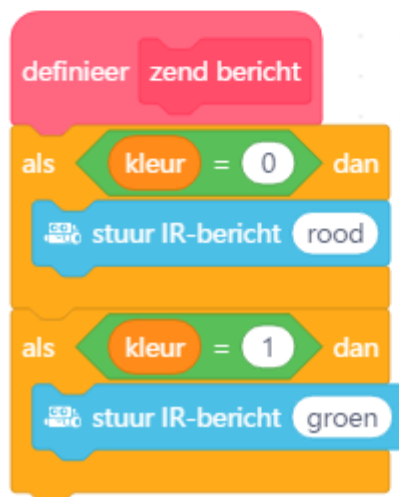 definieer zend bericht
als kleur = 0 dan
stuur IR-bericht rood
als kleur = 1 dan
stuur IR-bericht groen